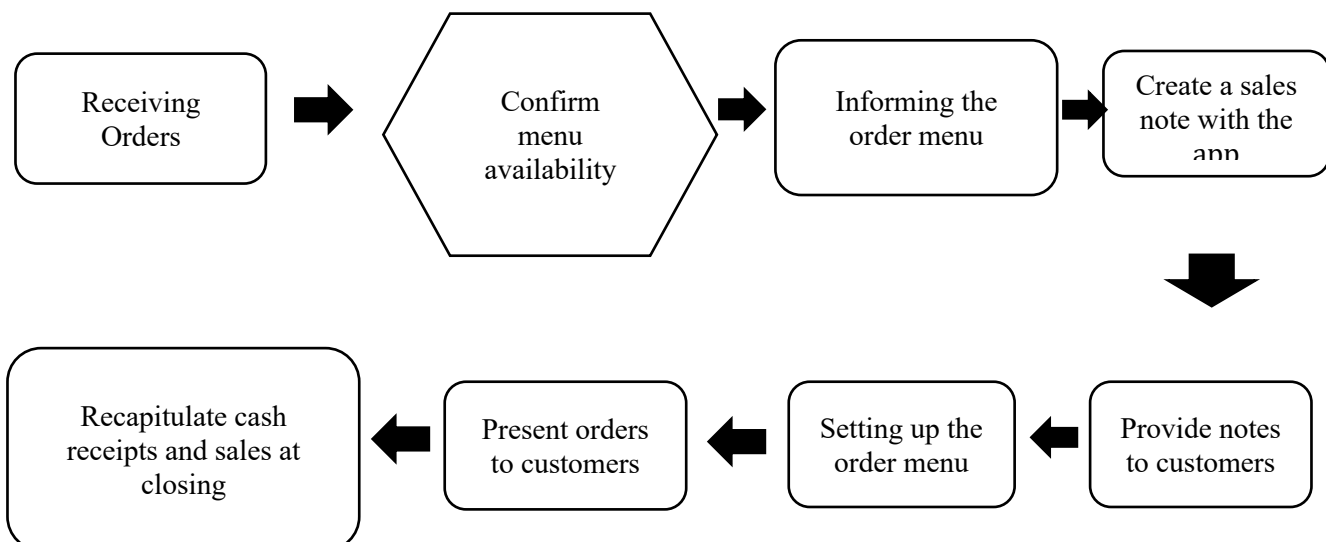 Receiving
Orders
Confirm
menu
availability
Informing the
order menu
Create a sales
note with the
app
Provide notes
to customers
Setting up the
order menu
Present orders
to customers
Recapitulate cash
receipts and sales at
closing